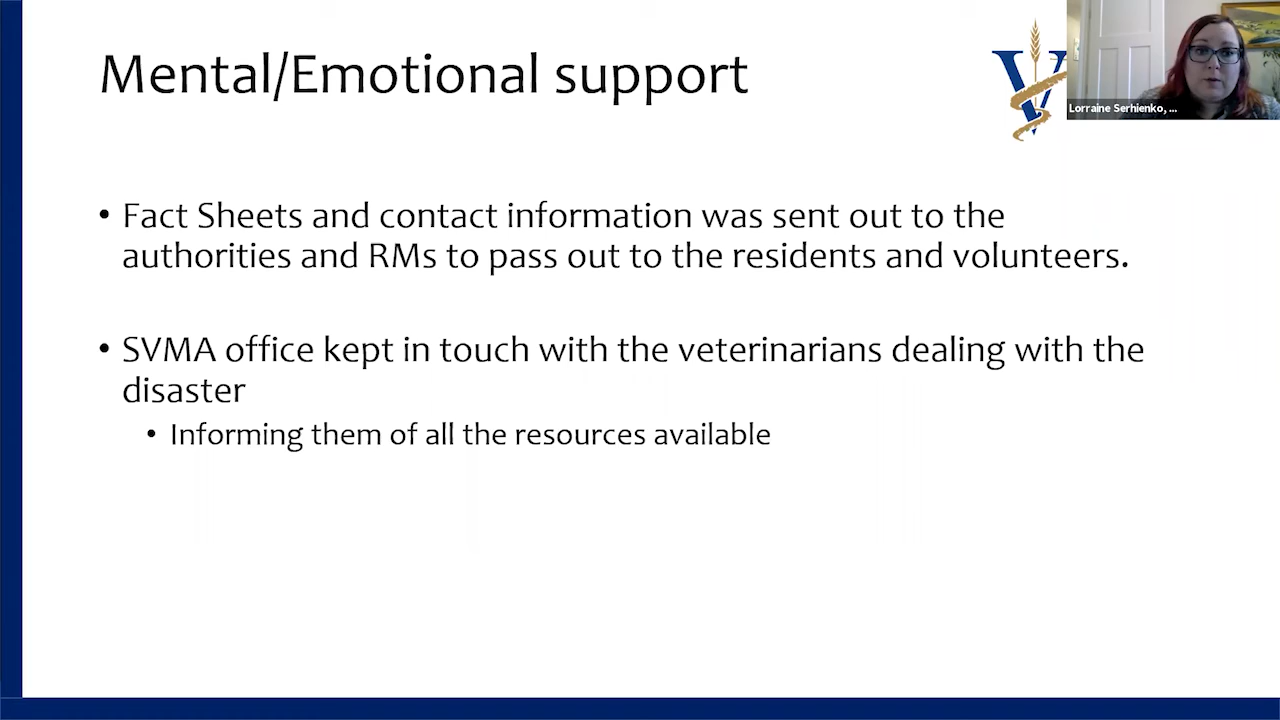 Mental/Emotional support
Lorraine Serhienko, ...
• Fact Sheets and contact information was sent out to the
authorities and RMs to pass out to the residents and volunteers.
• SVMA office kept in touch with the veterinarians dealing with the
disaster
• Informing them of all the resources available